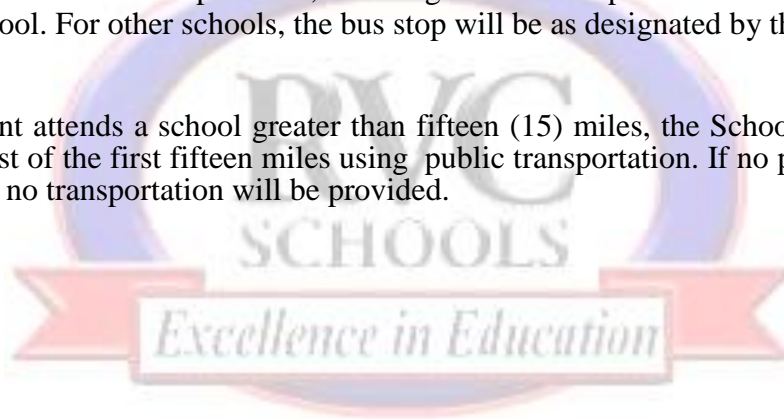 ool. For other schools, the bus stop will be as designated by th
nt attends a school greater than fifteen (15) miles, the Schoo
st of the first fifteen miles using public transportation. If no p
no transportation will be provided.
RVC
SCHOOLS
Excellence in Education